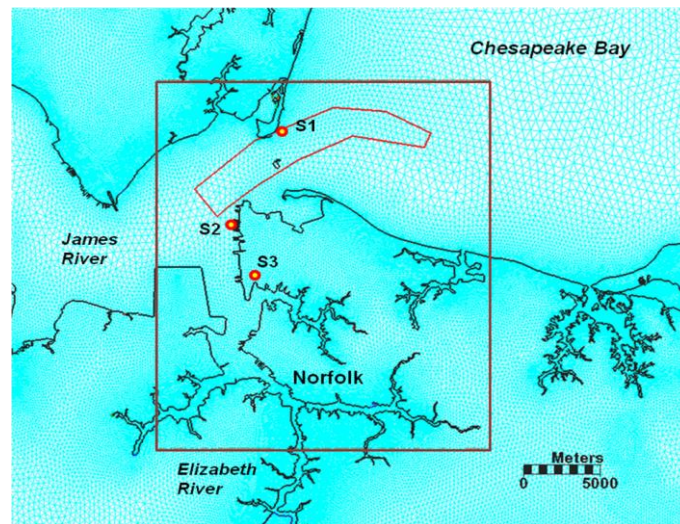 Chesapeake Bay
S1
S2
James
River
S3
Norfolk
Elizabeth
River
Meters
0 5000